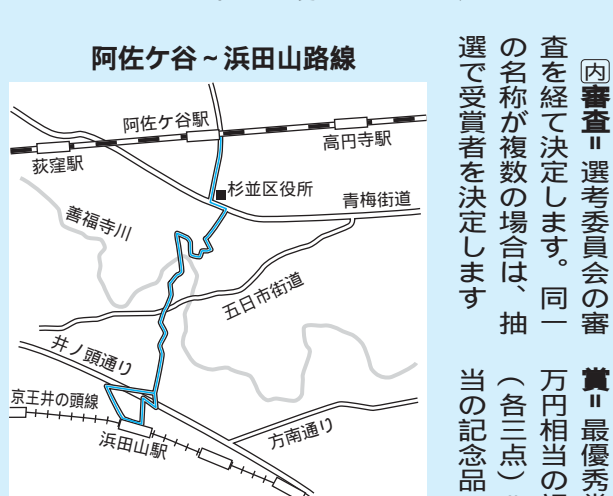 内審査＝選考委員会の審
査を経て決定します。同一
の名称が複数の場合は、抽
選で受賞者を決定します
賞＝最優秀
万円相当の
（各三点）
当の記念品
阿佐ケ谷~浜田山路線
阿佐ケ谷駅
高円寺駅
荻窪駅
杉並区役所
青梅街道
善福寺川
五日市街道
井ノ頭通り
京王井の頭線
浜田山駅
方南通り